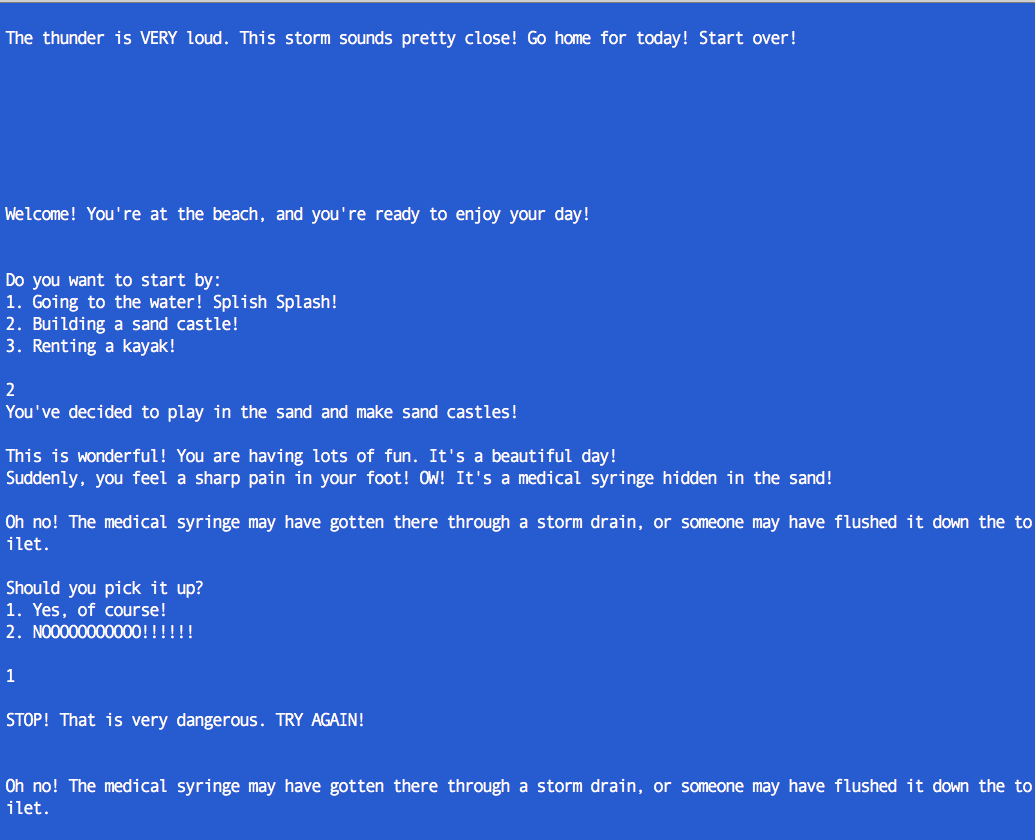 The thunder is VERY loud. This storm sounds pretty close! Go home for today! Start over!
Welcome! You're at the beach, and you're ready to enjoy your day!
Do you want to start by:
1. Going to the water! Splish Splash!
2. Building a sand castle!
3. Renting a kayak!
2
You've decided to play in the sand and make sand castles!
This is wonderful! You are having lots of fun. It's a beautiful day!
Suddenly, you feel a sharp pain in your foot! OW! It's a medical syringe hidden in the sand!
Oh no! The medical syringe may have gotten there through a storm drain, or someone may have flushed it down the to
ilet.
Should you pick it up?
1. Yes, of course!
2. NOOOOOOOOOOO!!!!!!
1
STOP! That is very dangerous. TRY AGAIN!
Oh no! The medical syringe may have gotten there through a storm drain, or someone may have flushed it down the to
ilet.